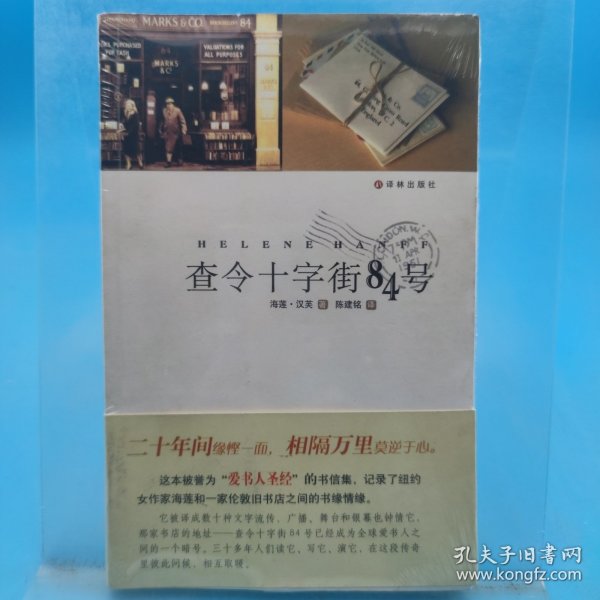 MARKS & CO.
84
VALUATIONS FOR
ALL PURPOSES
MARKS
& Cº
84
译林出版社
HELENE HANFF
LONDON, W.C.
APR
1951
查令十字街84号
海莲·汉芙 著 陈建铭 译
二十年间缘悭一面，相隔万里莫逆于心。
这本被誉为“爱书人圣经”的书信集，记录了纽约
女作家海莲和一家伦敦旧书店之间的书缘情缘。
它被译成数十种文字流传，广播、舞台和银幕也钟情它，
那家书店的地址——查令十字街84号已经成为全球爱书人之
间的一个暗号。三十多年人们读它、写它、演它，在这段传奇
里彼此问候，相互取暖。
孔夫子旧书网
www.kongfz.com